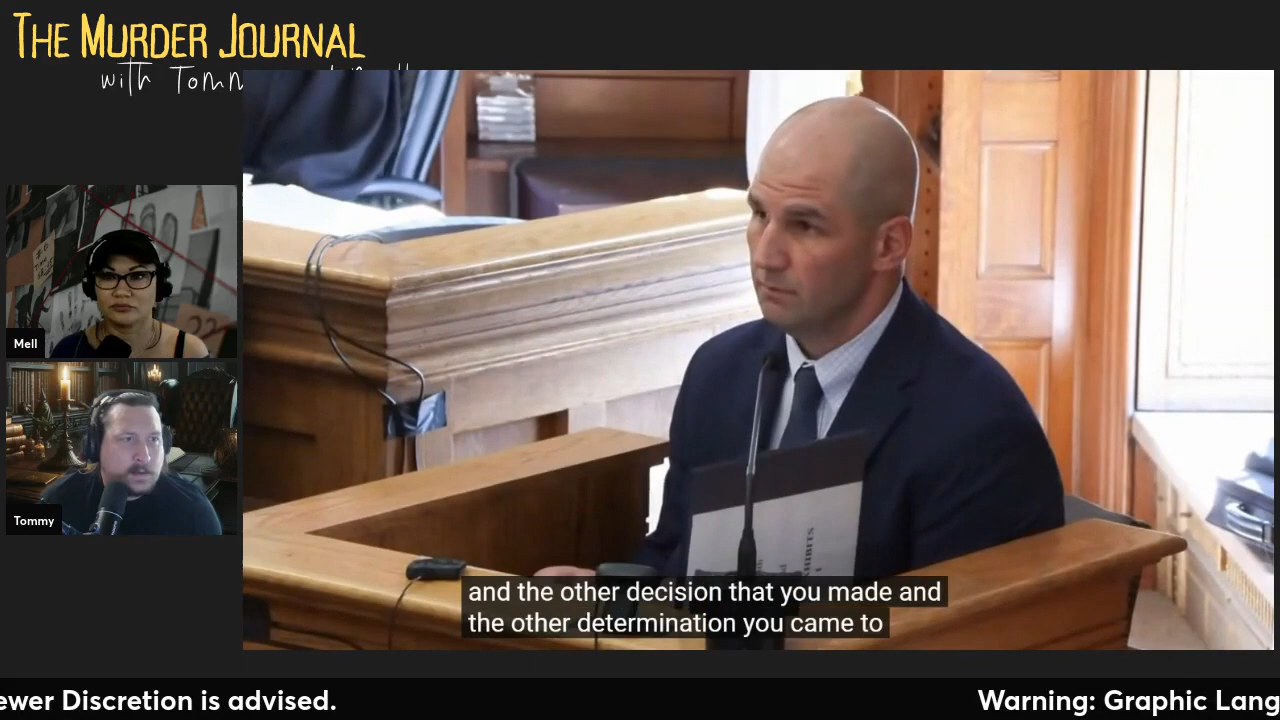 THE MURDER JOURNAL
with Tomm
Mell
Tommy
EXHIBITS
and the other decision that you made and
the other determination you came to
ewer Discretion is advised.
Warning: Graphic Lang